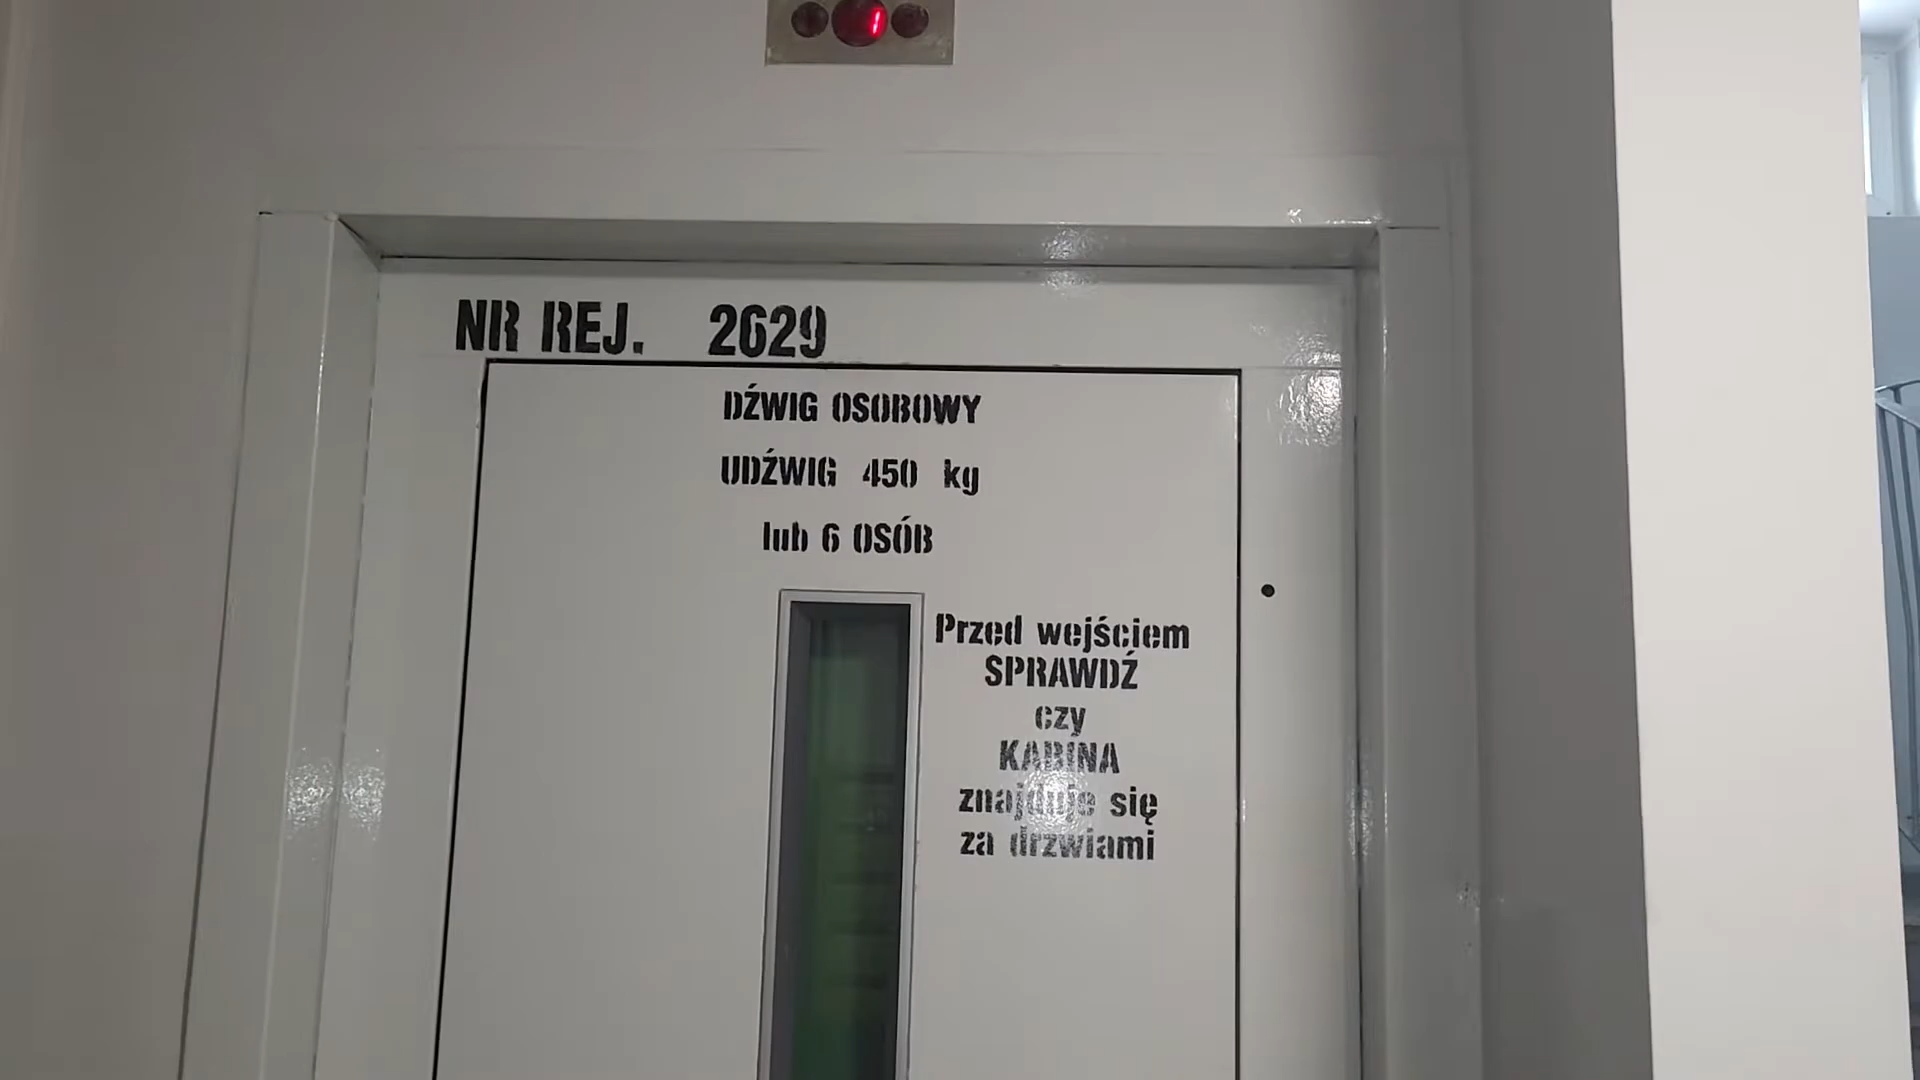 1
NR REJ. 2629
DŹWIG OSOBOWY
UDŹWIG 450 kg
lub 6 OSÓB
Przed wejściem
SPRAWDŹ
czy
KABINA
znajduje się
za drzwiami